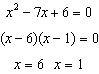 x² − 7x + 6 = 0
(x − 6)(x − 1) = 0
x = 6   x = 1